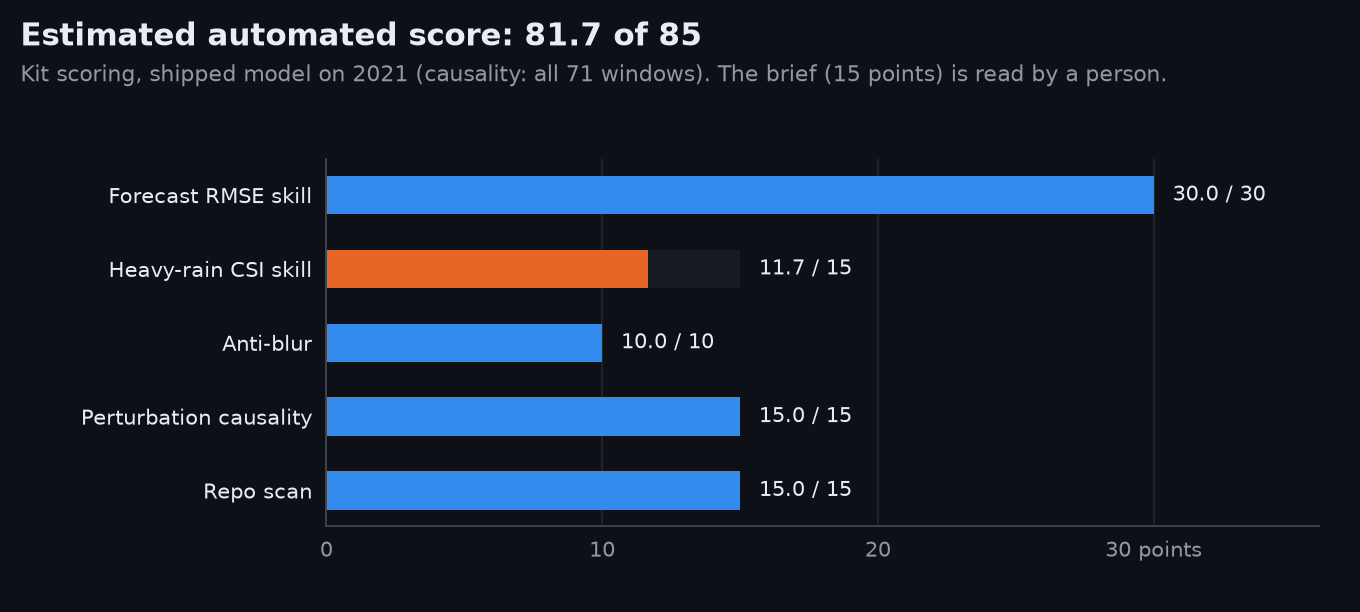 Estimated automated score: 81.7 of 85
Kit scoring, shipped model on 2021 (causality: all 71 windows). The brief (15 points) is read by a person.
Forecast RMSE skill 30.0 / 30
Heavy-rain CSI skill 11.7 / 15
Anti-blur 10.0 / 10
Perturbation causality 15.0 / 15
Repo scan 15.0 / 15
0 10 20 30 points